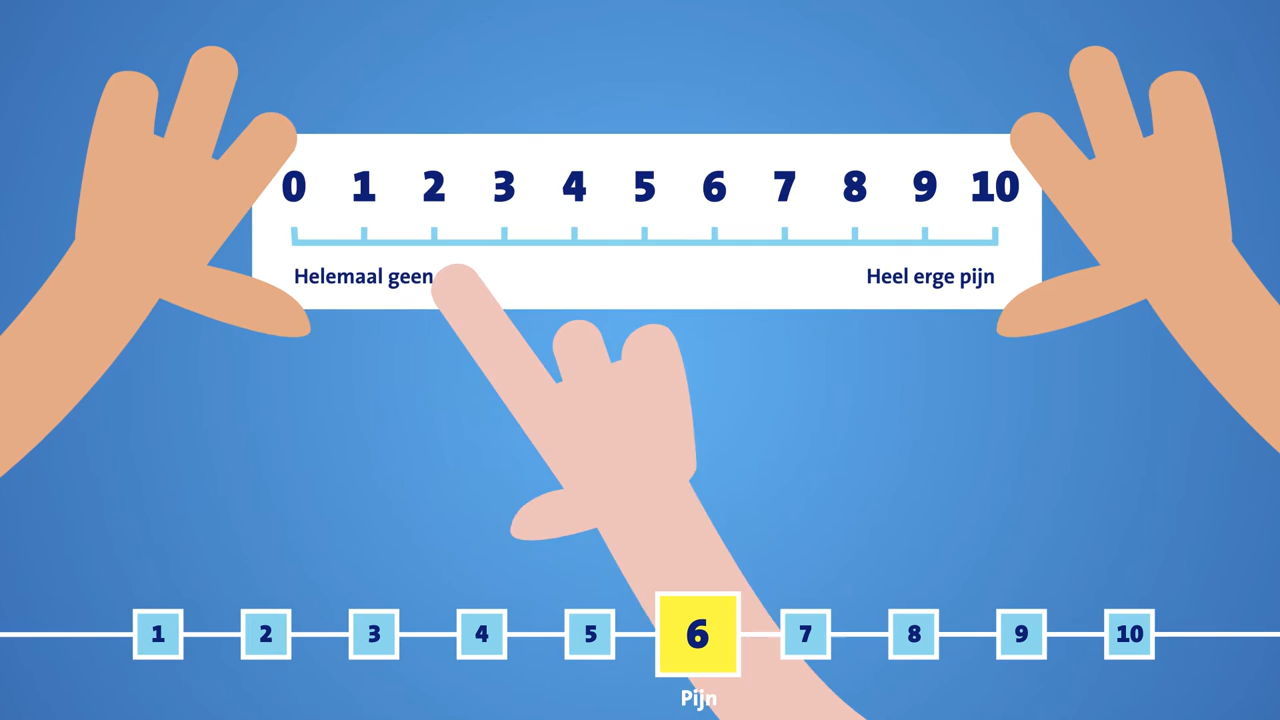 0 1 2 3 4 5 6 7 8 9 10
Helemaal geen
Heel erge pijn
1 2 3 4 5 6 7 8 9 10
Pijn